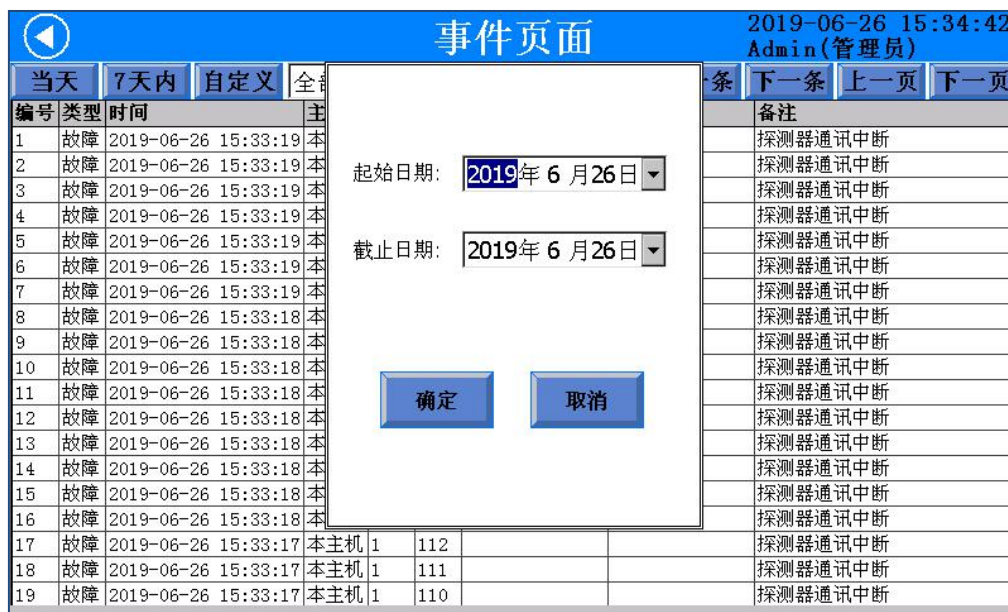 事件页面
2019-06-26 15:34:42
Admin(管理员)
当天 7天内 自定义 全部 条 下一条 上一页 下一页
编号 类型 时间 主 备注
1 故障 2019-06-26 15:33:19 本 探测器通讯中断
2 故障 2019-06-26 15:33:19 本 探测器通讯中断
3 故障 2019-06-26 15:33:19 本 探测器通讯中断
4 故障 2019-06-26 15:33:19 本 探测器通讯中断
5 故障 2019-06-26 15:33:19 本 探测器通讯中断
6 故障 2019-06-26 15:33:19 本 探测器通讯中断
7 故障 2019-06-26 15:33:19 本 探测器通讯中断
8 故障 2019-06-26 15:33:18 本 探测器通讯中断
9 故障 2019-06-26 15:33:18 本 探测器通讯中断
10 故障 2019-06-26 15:33:18 本 探测器通讯中断
11 故障 2019-06-26 15:33:18 本 探测器通讯中断
12 故障 2019-06-26 15:33:18 本 探测器通讯中断
13 故障 2019-06-26 15:33:18 本 探测器通讯中断
14 故障 2019-06-26 15:33:18 本 探测器通讯中断
15 故障 2019-06-26 15:33:18 本 探测器通讯中断
16 故障 2019-06-26 15:33:18 本 探测器通讯中断
17 故障 2019-06-26 15:33:17 本主机 1 112 探测器通讯中断
18 故障 2019-06-26 15:33:17 本主机 1 111 探测器通讯中断
19 故障 2019-06-26 15:33:17 本主机 1 110 探测器通讯中断
起始日期: 2019年 6 月26日
截止日期: 2019年 6 月26日
确定 取消